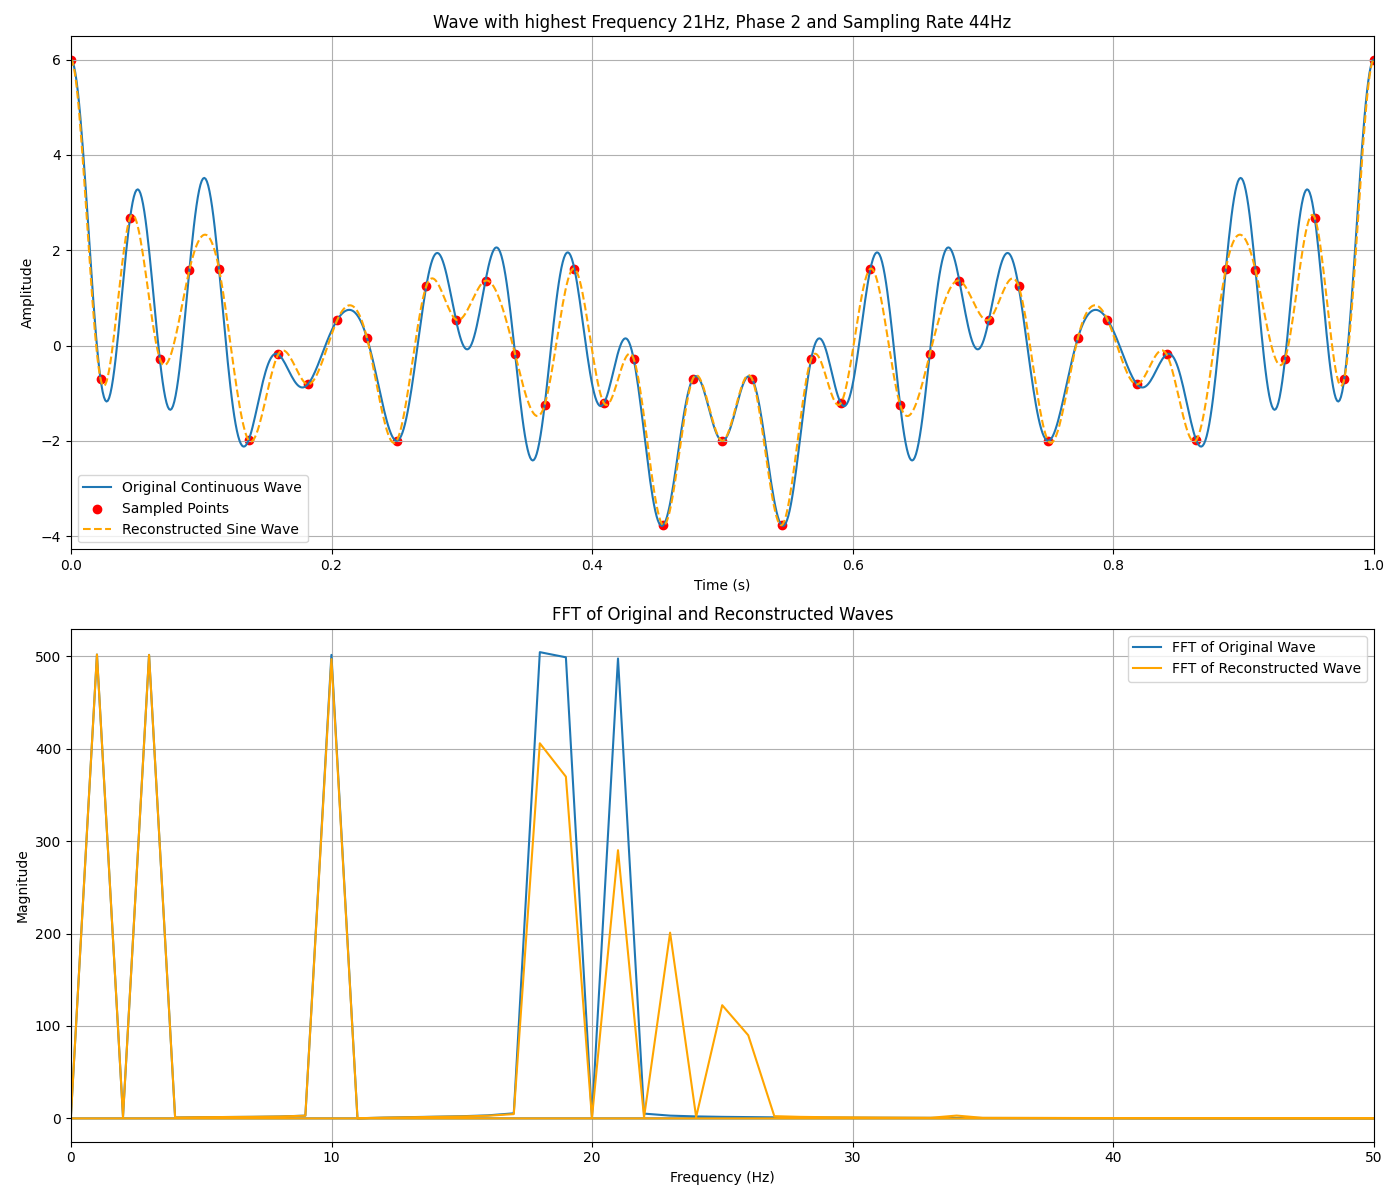 Wave with highest Frequency 21Hz, Phase 2 and Sampling Rate 44Hz
6
4
2
0
−2
−4
Amplitude
Original Continuous Wave
Sampled Points
Reconstructed Sine Wave
0.0 0.2 0.4 0.6 0.8 1.0
Time (s)
FFT of Original and Reconstructed Waves
500
400
300
200
100
0
Magnitude
FFT of Original Wave
FFT of Reconstructed Wave
0 10 20 30 40 50
Frequency (Hz)